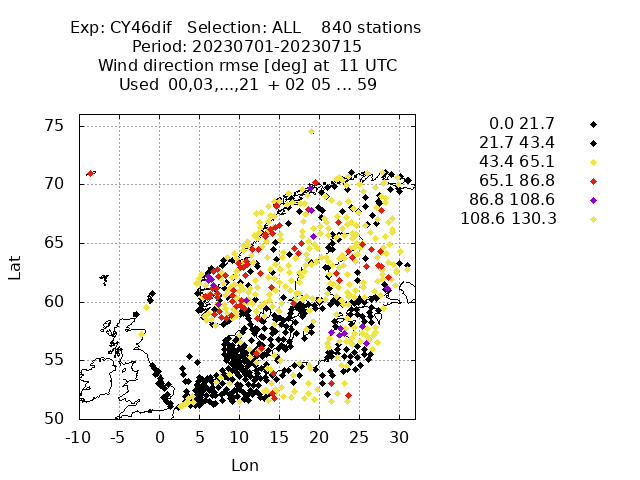 Exp: CY46dif Selection: ALL 840 stations
Period: 20230701-20230715
Wind direction rmse [deg] at 11 UTC
Used 00,03,...,21 + 02 05 ... 59
75
70
65
60
55
50
Lat
-10 -5 0 5 10 15 20 25 30
Lon
0.0 21.7
21.7 43.4
43.4 65.1
65.1 86.8
86.8 108.6
108.6 130.3